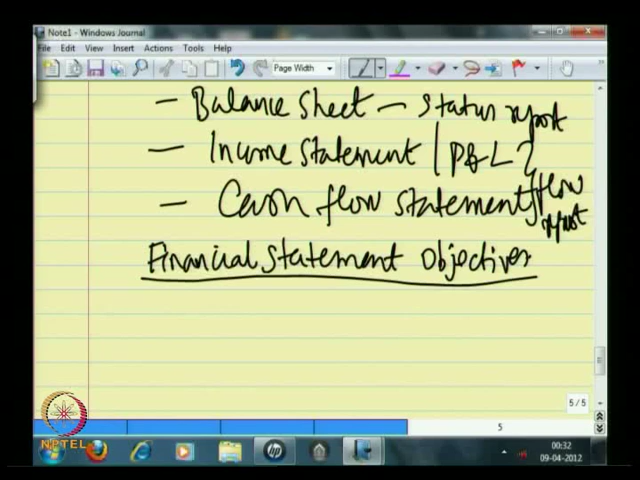 Note1 - Windows Journal
File Edit View Insert Actions Tools Help
Page Width
- Balance Sheet - Status report
- Income Statement | P&L
- Cash flow statements flow report
Financial Statement Objectives
5 / 5
5
NPTEL
00:32
09-04-2012